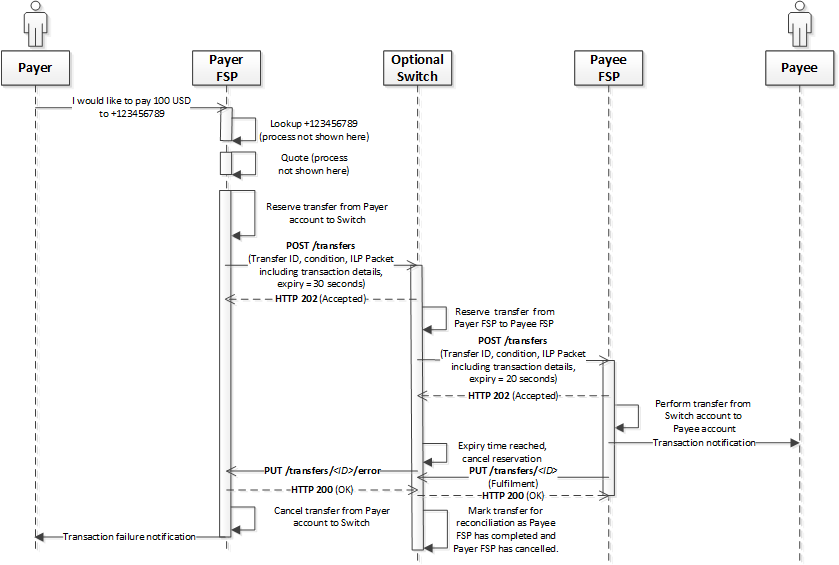 Payer
Payer
FSP
Optional
Switch
Payee
FSP
Payee
I would like to pay 100 USD
to +123456789
Lookup +123456789
(process not shown here)
Quote (process
not shown here)
Reserve transfer from Payer
account to Switch
POST /transfers
(Transfer ID, condition, ILP Packet
including transaction details,
expiry = 30 seconds)
HTTP 202 (Accepted)
Reserve transfer from
Payer FSP to Payee FSP
POST /transfers
(Transfer ID, condition, ILP Packet
including transaction details,
expiry = 20 seconds)
HTTP 202 (Accepted)
Perform transfer from
Switch account to
Payee account
Transaction notification
Expiry time reached,
cancel reservation
PUT /transfers/<ID>/error
PUT /transfers/<ID>
(Fulfilment)
HTTP 200 (OK)
HTTP 200 (OK)
Cancel transfer from Payer
account to Switch
Mark transfer for
reconciliation as Payee
FSP has completed and
Payer FSP has cancelled.
Transaction failure notification